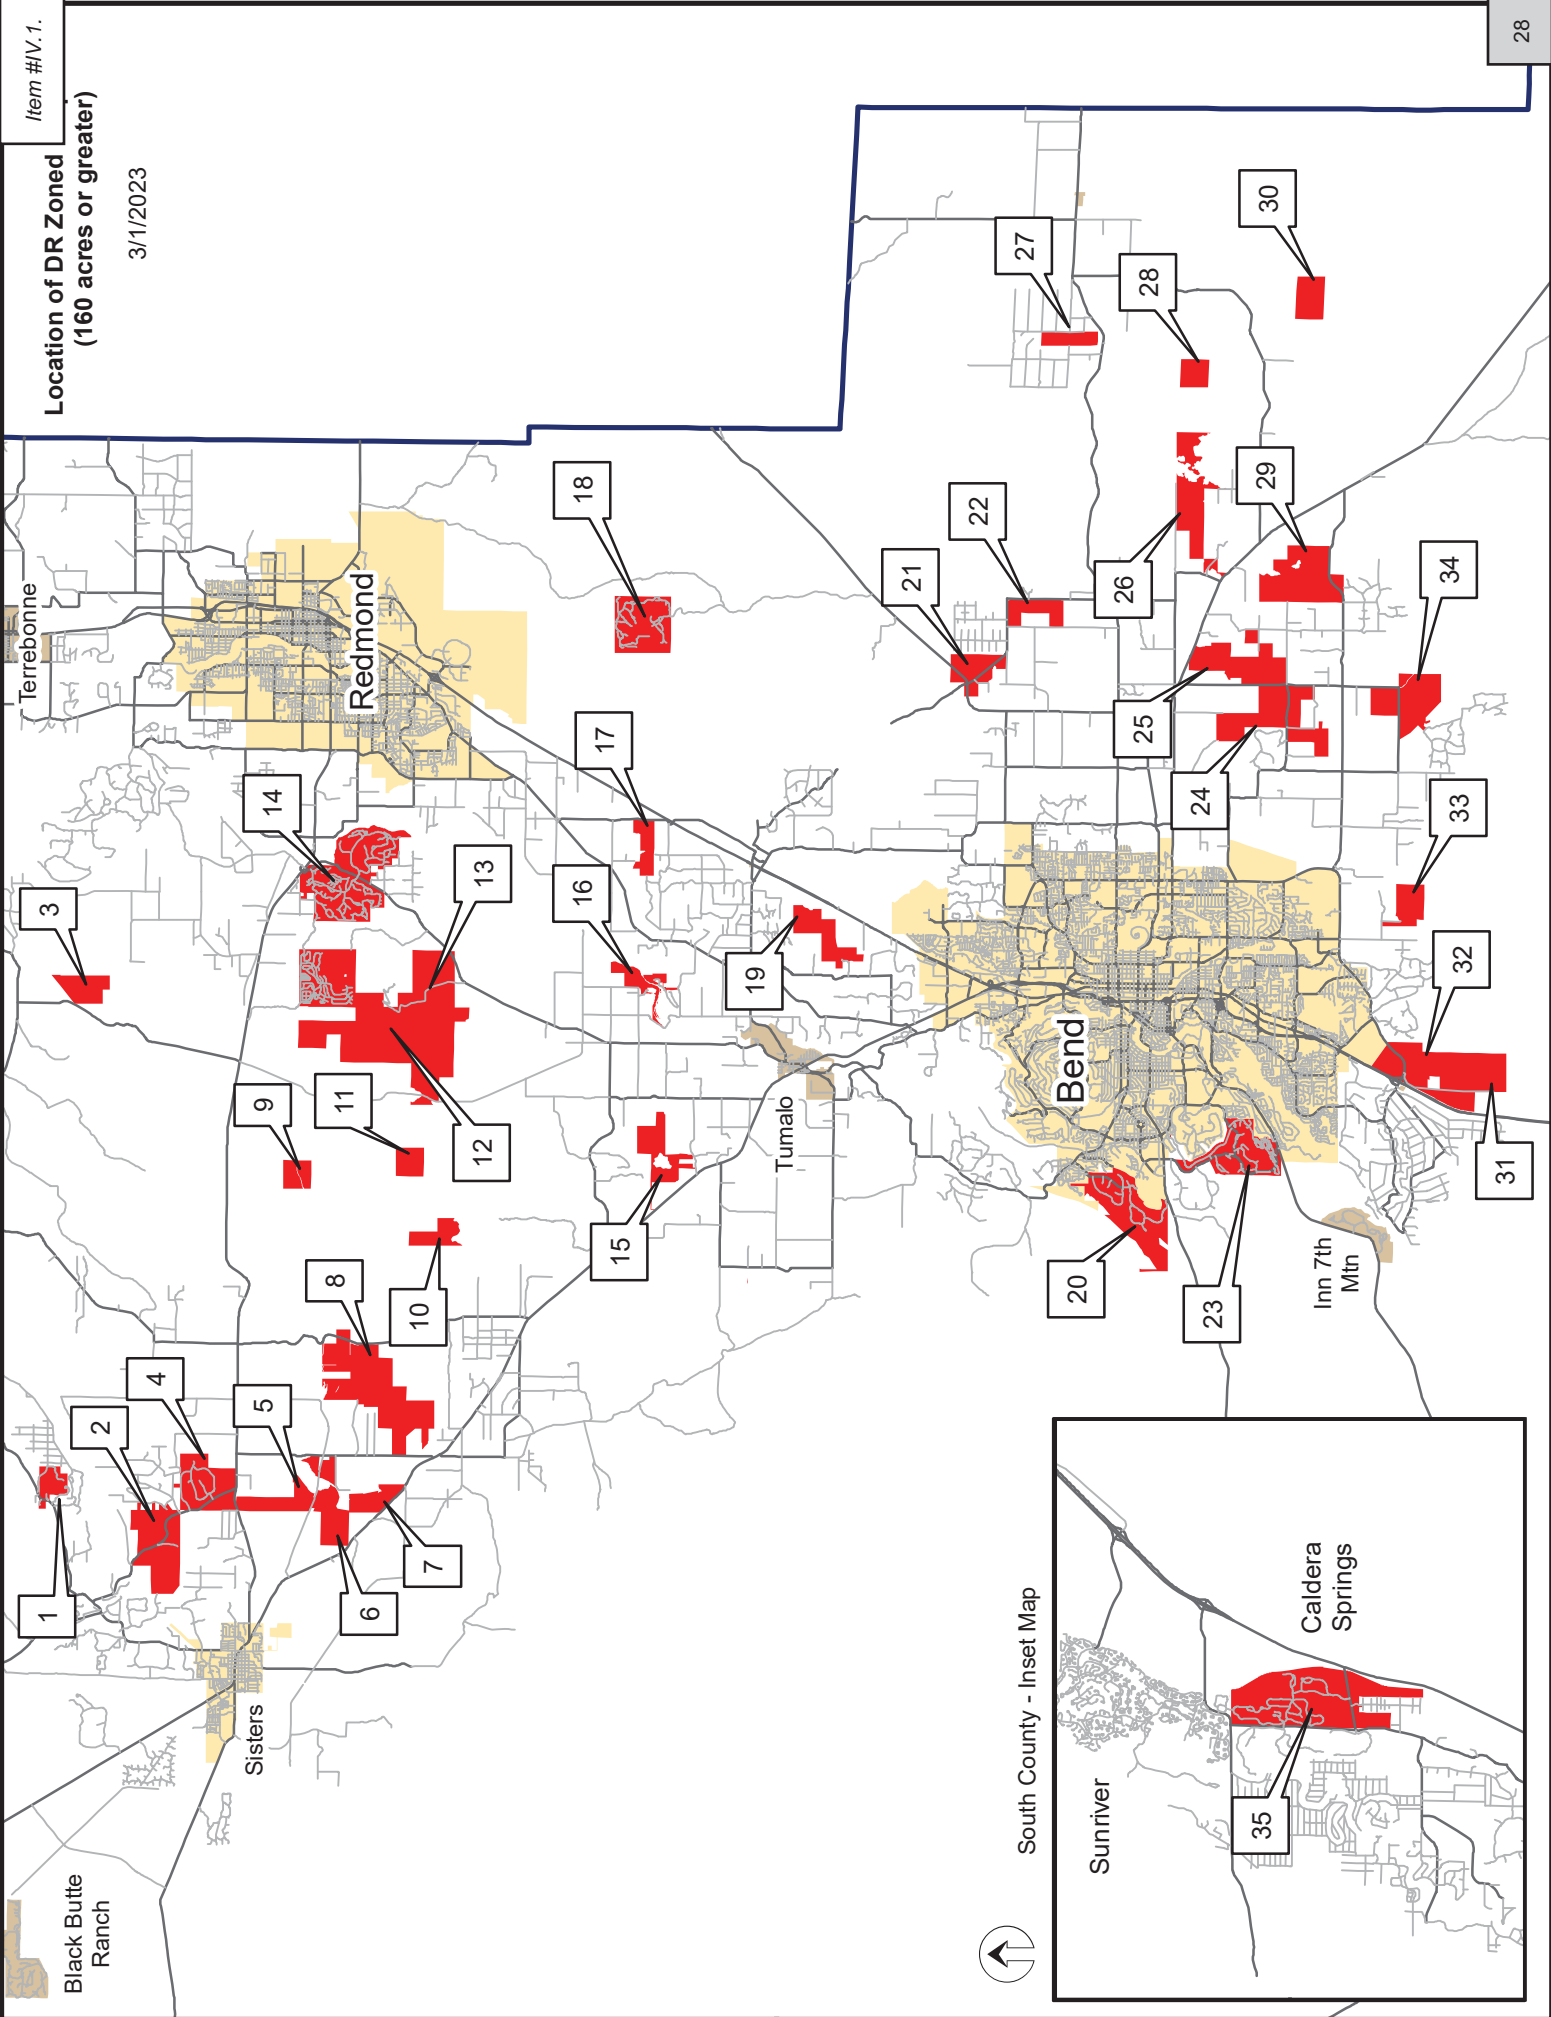 Item #IV.1.
Location of DR Zoned
(160 acres or greater)
3/1/2023
Terrebonne
Redmond
Black Butte
Ranch
Sisters
Tumalo
Bend
Inn 7th
Mtn
1
2
3
4
5
6
7
8
9
10
11
12
13
14
15
16
17
18
19
20
21
22
23
24
25
26
27
28
29
30
31
32
33
34
South County - Inset Map
Sunriver
Caldera
Springs
35
28